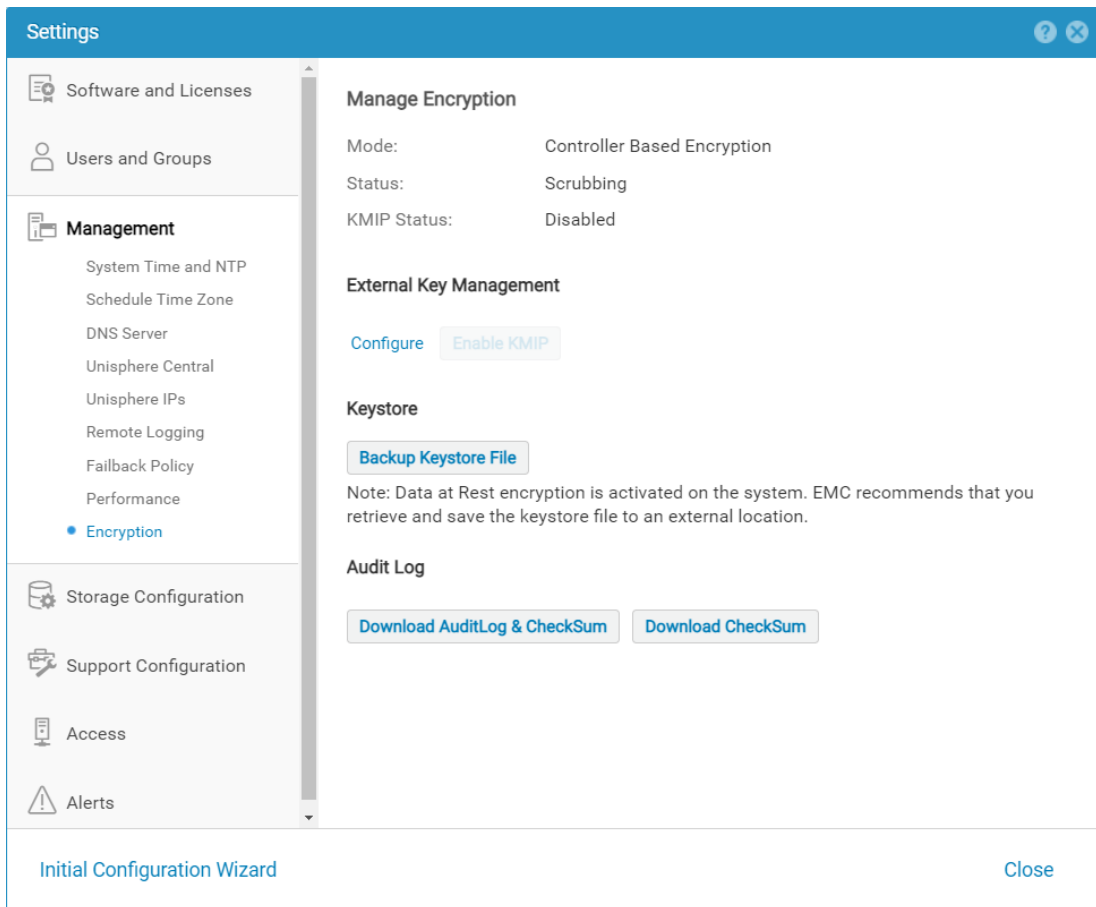 Settings
Software and Licenses
Users and Groups
Management
System Time and NTP
Schedule Time Zone
DNS Server
Unisphere Central
Unisphere IPs
Remote Logging
Failback Policy
Performance
Encryption
Storage Configuration
Support Configuration
Access
Alerts
Manage Encryption
Mode: Controller Based Encryption
Status: Scrubbing
KMIP Status: Disabled
External Key Management
Configure Enable KMIP
Keystore
Backup Keystore File
Note: Data at Rest encryption is activated on the system. EMC recommends that you
retrieve and save the keystore file to an external location.
Audit Log
Download AuditLog & CheckSum Download CheckSum
Initial Configuration Wizard Close